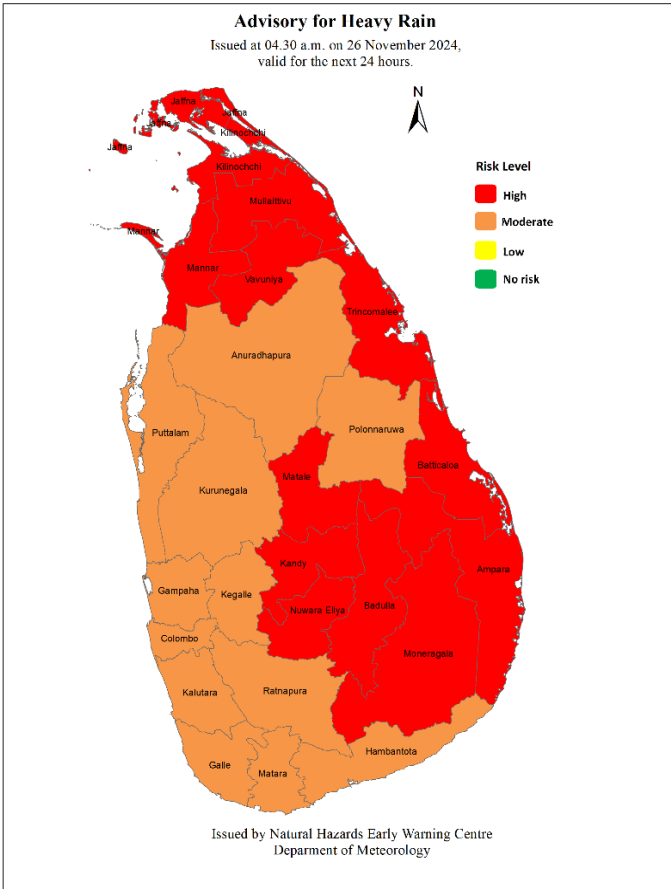 Advisory for Heavy Rain
Issued at 04.30 a.m. on 26 November 2024,
valid for the next 24 hours.
N
Jaffna
Jaffna
Jaffna
Kilinochchi
Jaffna
Kilinochchi
Mullaittivu
Mannar
Mannar
Vavuniya
Trincomalee
Anuradhapura
Polonnaruwa
Puttalam
Batticaloa
Matale
Kurunegala
Kandy
Ampara
Gampaha
Kegalle
Nuwara Eliya
Badulla
Colombo
Moneragala
Kalutara
Ratnapura
Hambantota
Galle
Matara
Risk Level
High
Moderate
Low
No risk
Issued by Natural Hazards Early Warning Centre
Deparment of Meteorology